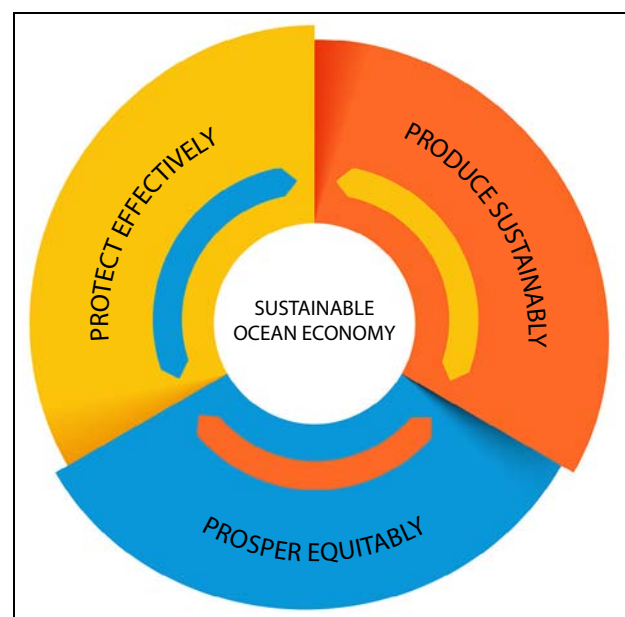 PROTECT EFFECTIVELY
PRODUCE SUSTAINABLY
SUSTAINABLE
OCEAN ECONOMY
PROSPER EQUITABLY